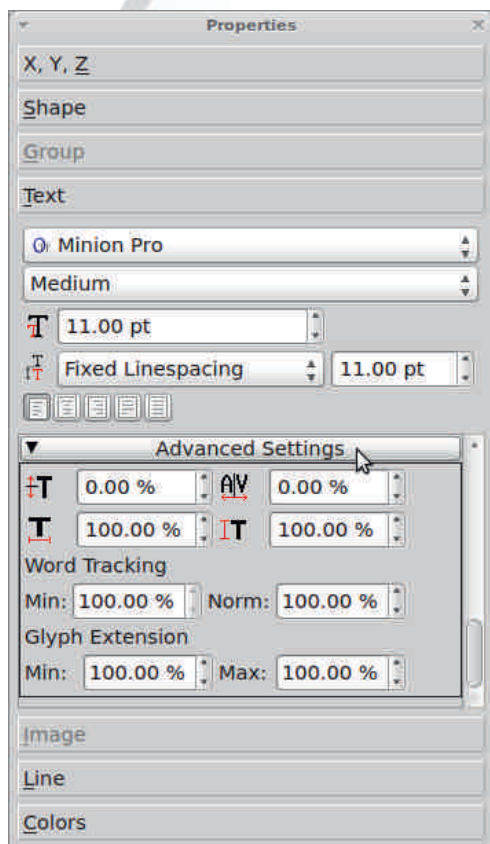 Properties
X, Y, Z
Shape
Group
Text
Minion Pro
Medium
11.00 pt
Fixed Linespacing 11.00 pt
Advanced Settings
0.00 % 0.00 %
100.00 % 100.00 %
Word Tracking
Min: 100.00 % Norm: 100.00 %
Glyph Extension
Min: 100.00 % Max: 100.00 %
Image
Line
Colors